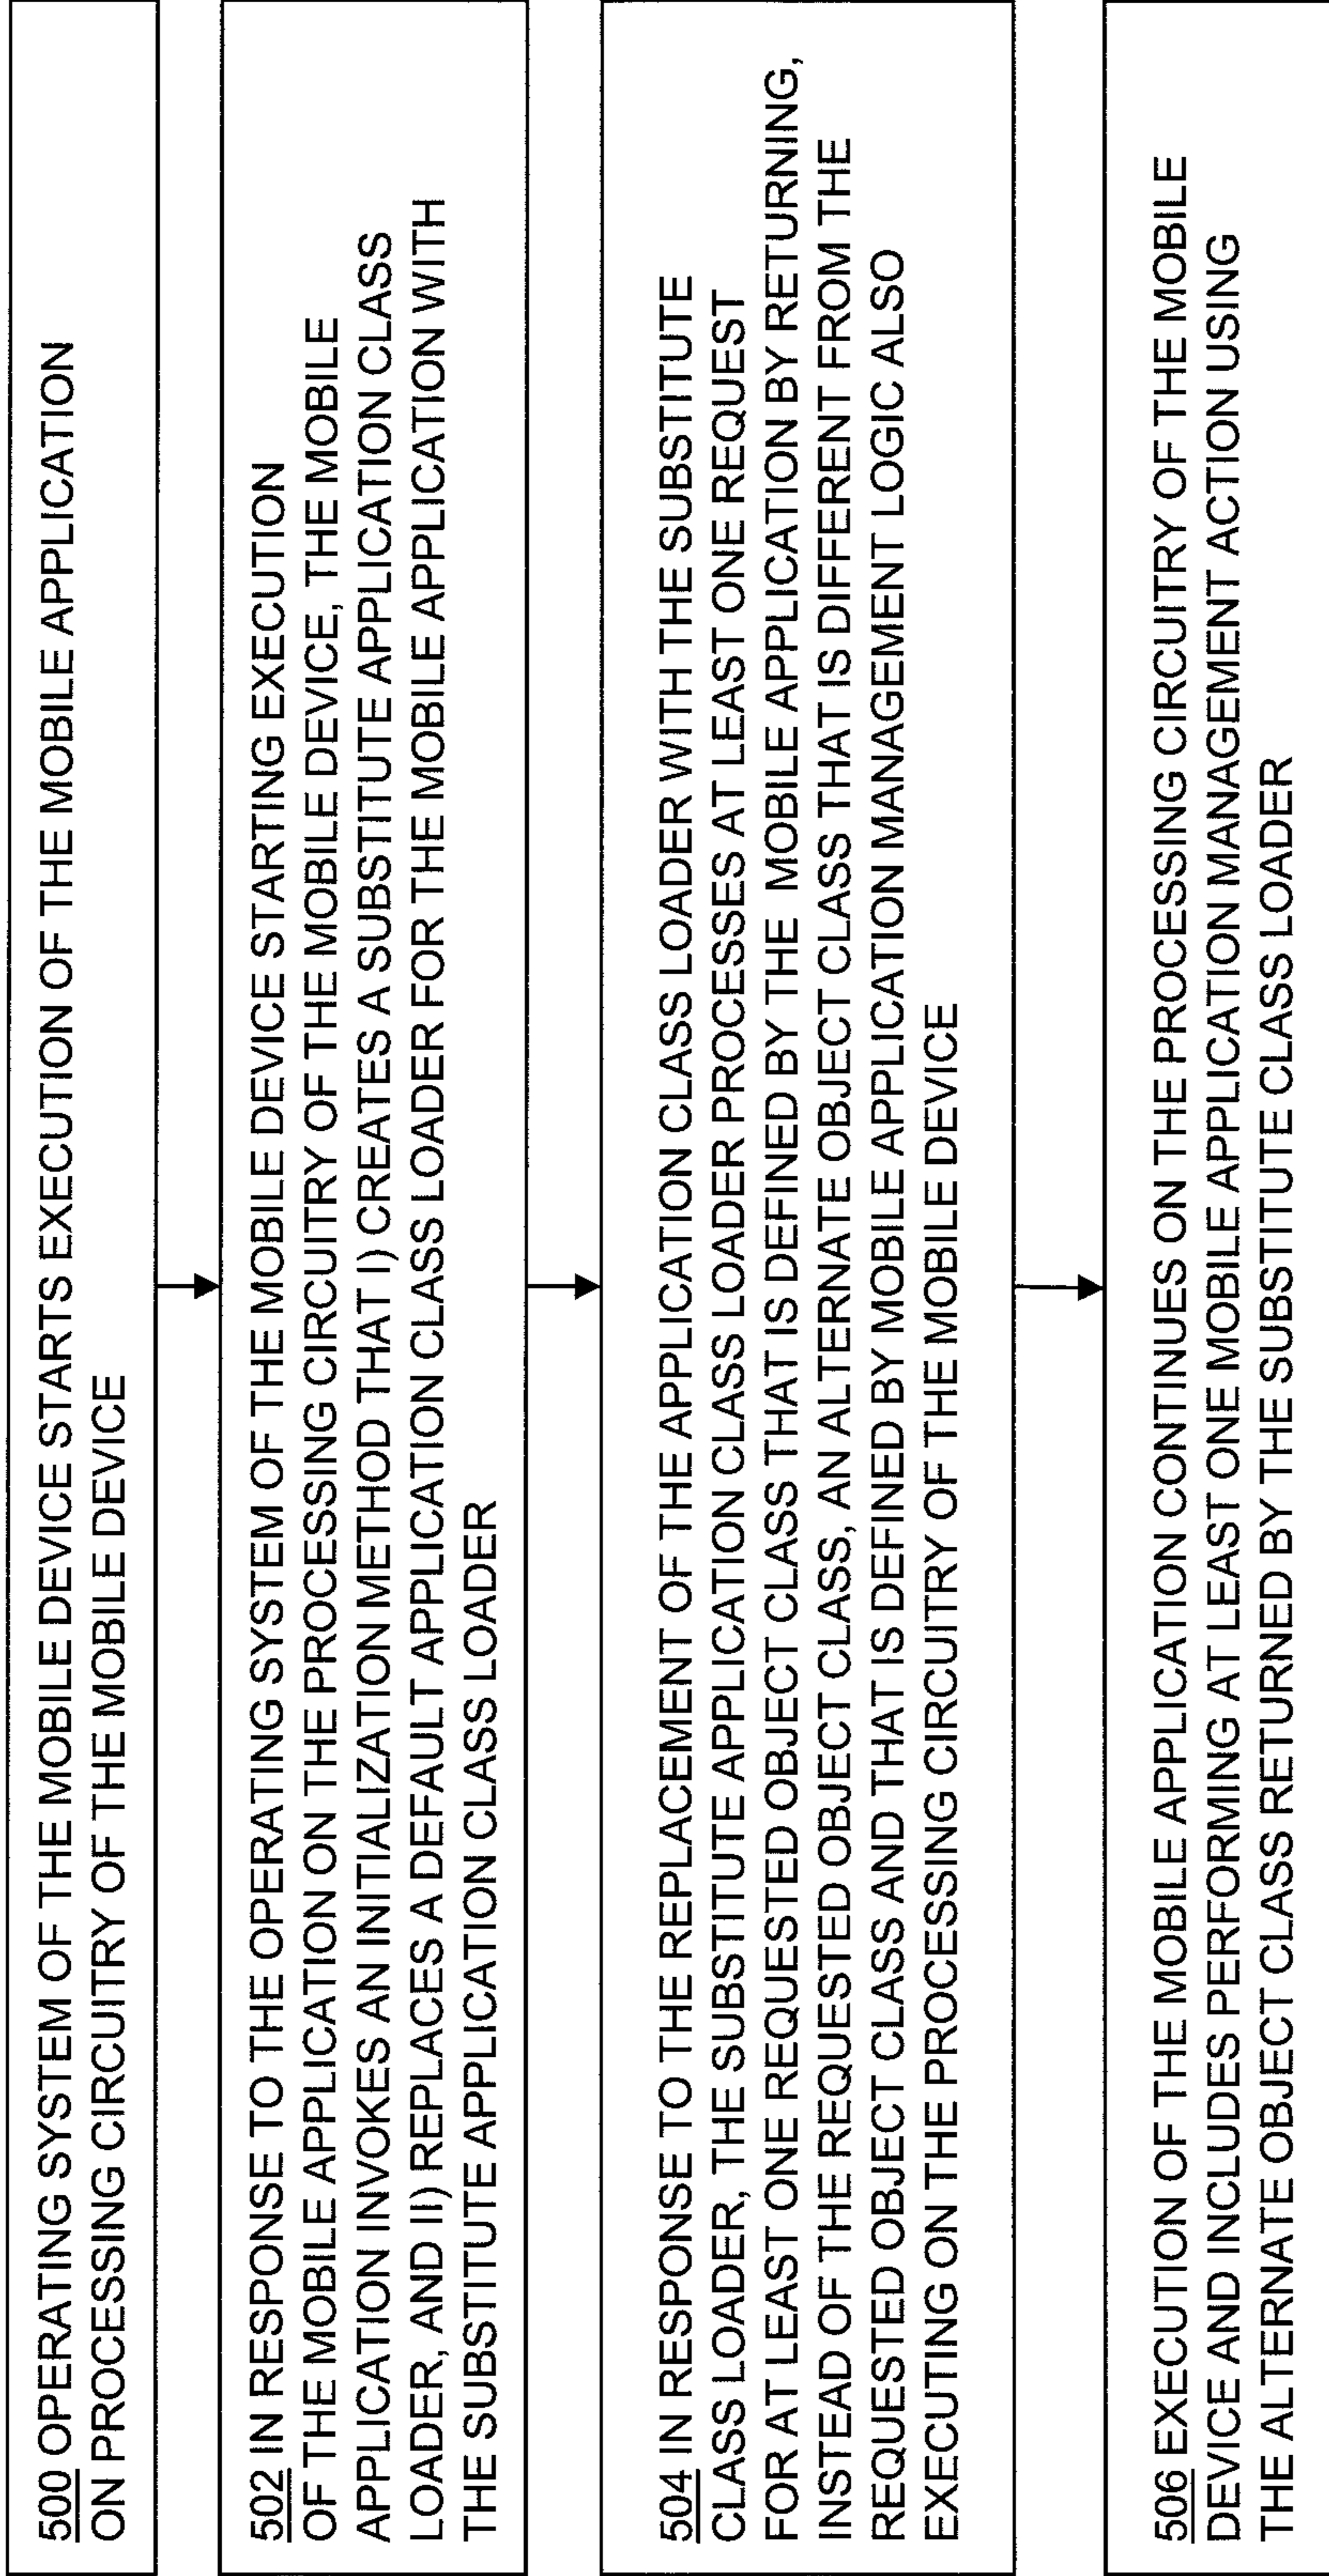 500 OPERATING SYSTEM OF THE MOBILE DEVICE STARTS EXECUTION OF THE MOBILE APPLICATION
ON PROCESSING CIRCUITRY OF THE MOBILE DEVICE
502 IN RESPONSE TO THE OPERATING SYSTEM OF THE MOBILE DEVICE STARTING EXECUTION
OF THE MOBILE APPLICATION ON THE PROCESSING CIRCUITRY OF THE MOBILE DEVICE, THE MOBILE
APPLICATION INVOKES AN INITIALIZATION METHOD THAT I) CREATES A SUBSTITUTE APPLICATION CLASS
LOADER, AND II) REPLACES A DEFAULT APPLICATION CLASS LOADER FOR THE MOBILE APPLICATION WITH
THE SUBSTITUTE APPLICATION CLASS LOADER
504 IN RESPONSE TO THE REPLACEMENT OF THE APPLICATION CLASS LOADER WITH THE SUBSTITUTE
CLASS LOADER, THE SUBSTITUTE APPLICATION CLASS LOADER PROCESSES AT LEAST ONE REQUEST
FOR AT LEAST ONE REQUESTED OBJECT CLASS THAT IS DEFINED BY THE MOBILE APPLICATION BY RETURNING,
INSTEAD OF THE REQUESTED OBJECT CLASS, AN ALTERNATE OBJECT CLASS THAT IS DIFFERENT FROM THE
REQUESTED OBJECT CLASS AND THAT IS DEFINED BY MOBILE APPLICATION MANAGEMENT LOGIC ALSO
EXECUTING ON THE PROCESSING CIRCUITRY OF THE MOBILE DEVICE
506 EXECUTION OF THE MOBILE APPLICATION CONTINUES ON THE PROCESSING CIRCUITRY OF THE MOBILE
DEVICE AND INCLUDES PERFORMING AT LEAST ONE MOBILE APPLICATION MANAGEMENT ACTION USING
THE ALTERNATE OBJECT CLASS RETURNED BY THE SUBSTITUTE CLASS LOADER